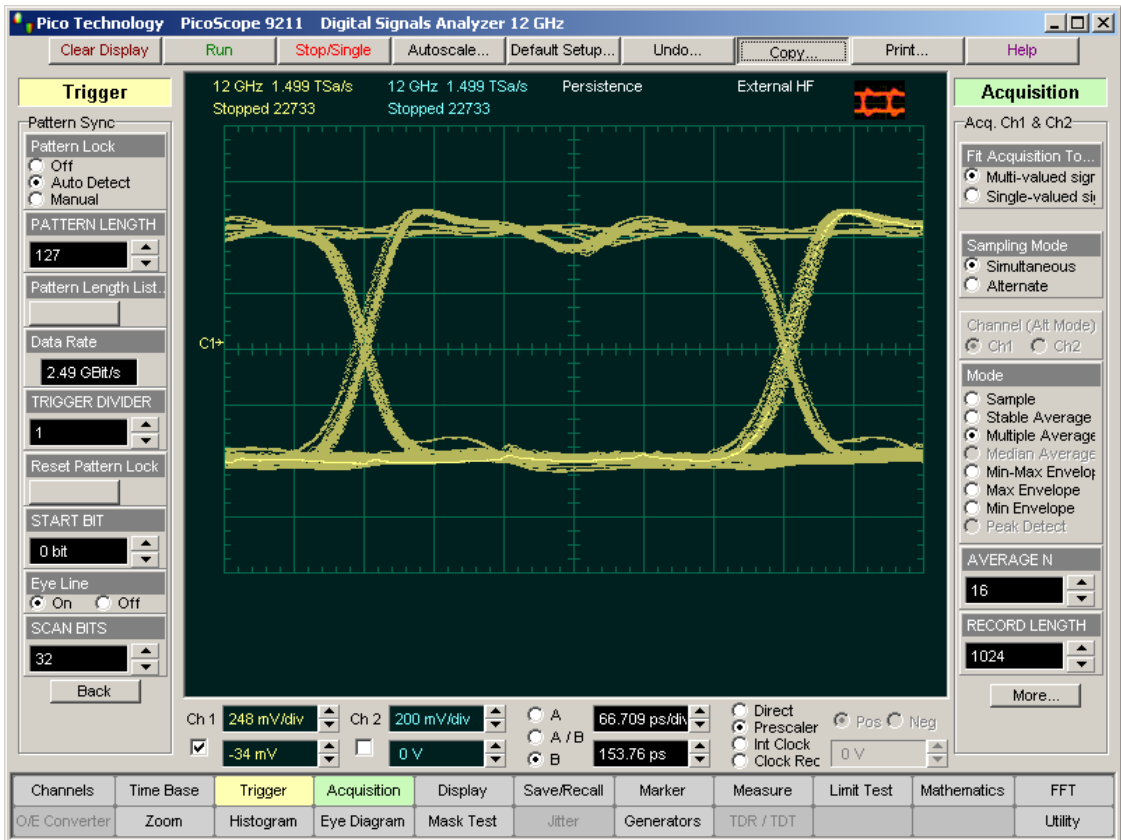 Pico Technology PicoScope 9211 Digital Signals Analyzer 12 GHz
Clear Display Run Stop/Single Autoscale... Default Setup... Undo... Copy... Print... Help
Trigger
Pattern Sync
Pattern Lock
Off
Auto Detect
Manual
PATTERN LENGTH
127
Pattern Length List..
Data Rate
2.49 GBit/s
TRIGGER DIVIDER
1
Reset Pattern Lock
START BIT
0 bit
Eye Line
On Off
SCAN BITS
32
Back
12 GHz 1.499 TSa/s 12 GHz 1.499 TSa/s Persistence External HF
Stopped 22733 Stopped 22733
C1
Acquisition
Acq. Ch1 & Ch2
Fit Acquisition To...
Multi-valued sigr
Single-valued si
Sampling Mode
Simultaneous
Alternate
Channel (Alt Mode)
Ch1 Ch2
Mode
Sample
Stable Average
Multiple Average
Median Average
Min-Max Envelop
Max Envelope
Min Envelope
Peak Detect
AVERAGE N
16
RECORD LENGTH
1024
More...
Ch 1 248 mV/div Ch 2 200 mV/div A 66.709 ps/div Direct Pos Neg
A / B Prescaler
-34 mV 0 V B 153.76 ps Int Clock 0 V
Clock Rec
Channels Time Base Trigger Acquisition Display Save/Recall Marker Measure Limit Test Mathematics FFT
O/E Converter Zoom Histogram Eye Diagram Mask Test Jitter Generators TDR / TDT Utility